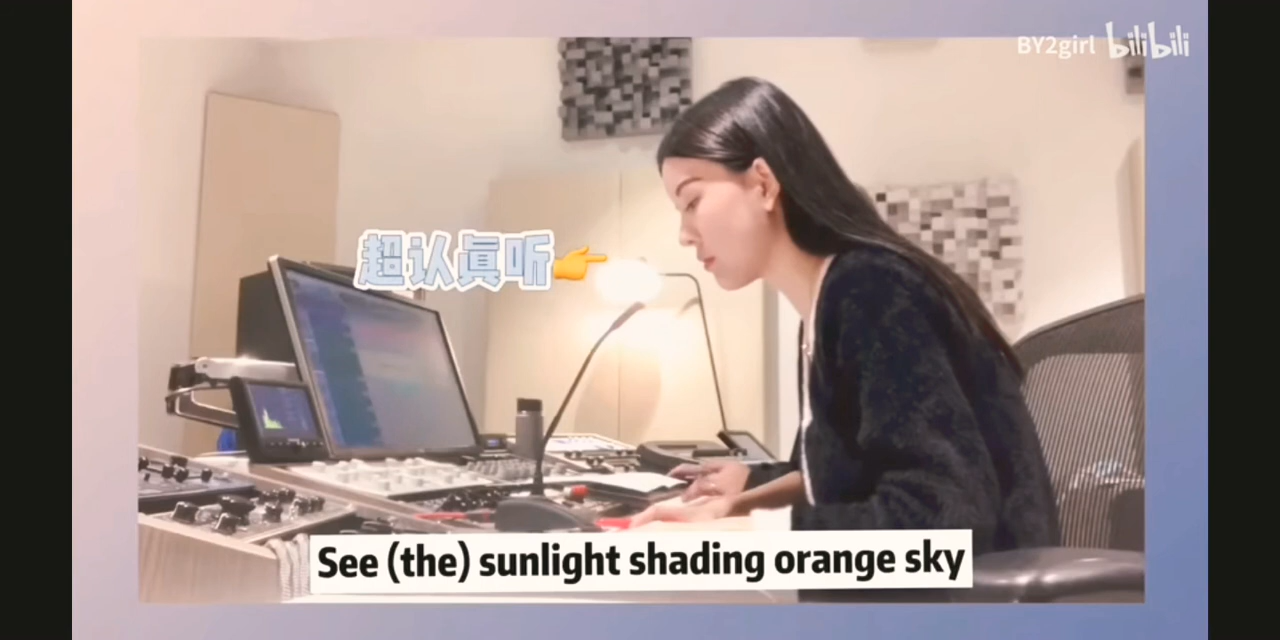 BY2girl bilibili
超认真听👉
See (the) sunlight shading orange sky